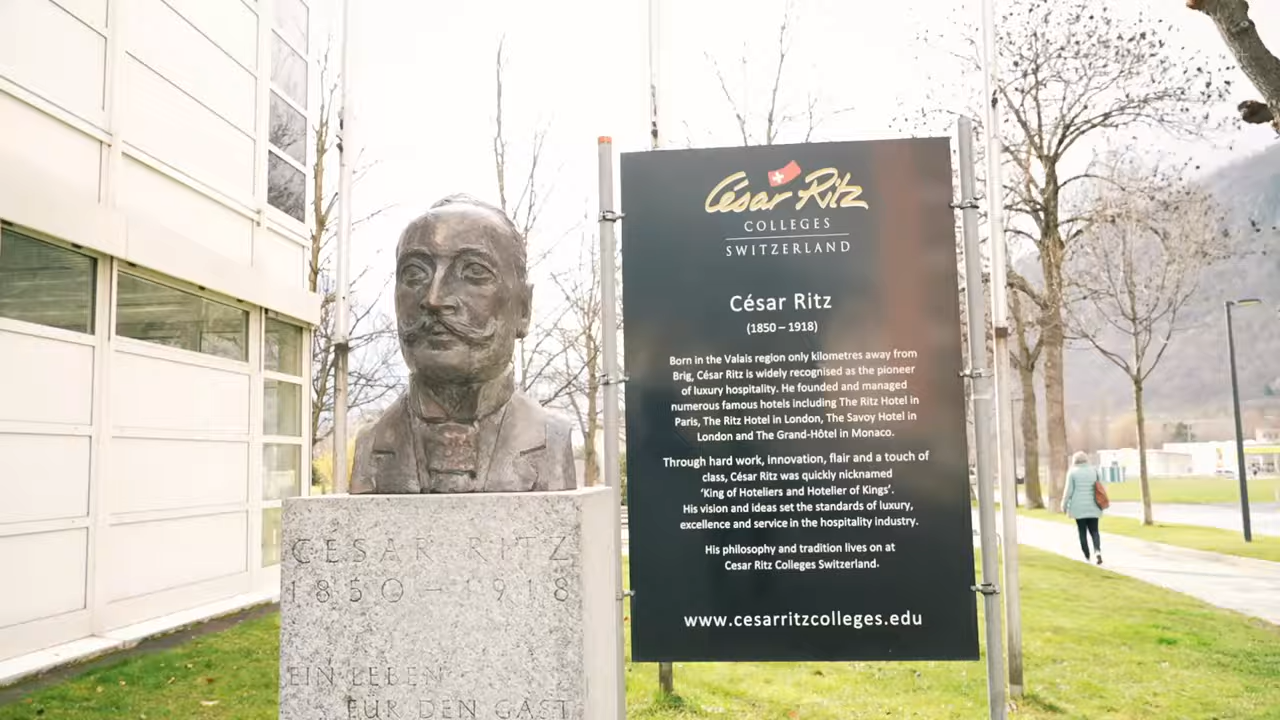 CESAR RITZ
1850 – 1918
EIN LEBEN
FÜR DEN GAST
César Ritz
COLLEGES
SWITZERLAND
César Ritz
(1850 – 1918)
Born in the Valais region only kilometres away from
Brig, César Ritz is widely recognised as the pioneer
of luxury hospitality. He founded and managed
numerous famous hotels including The Ritz Hotel in
Paris, The Ritz Hotel in London, The Savoy Hotel in
London and The Grand-Hôtel in Monaco.
Through hard work, innovation, flair and a touch of
class, César Ritz was quickly nicknamed
‘King of Hoteliers and Hotelier of Kings’.
His vision and ideas set the standards of luxury,
excellence and service in the hospitality industry.
His philosophy and tradition lives on at
Cesar Ritz Colleges Switzerland.
www.cesarritzcolleges.edu